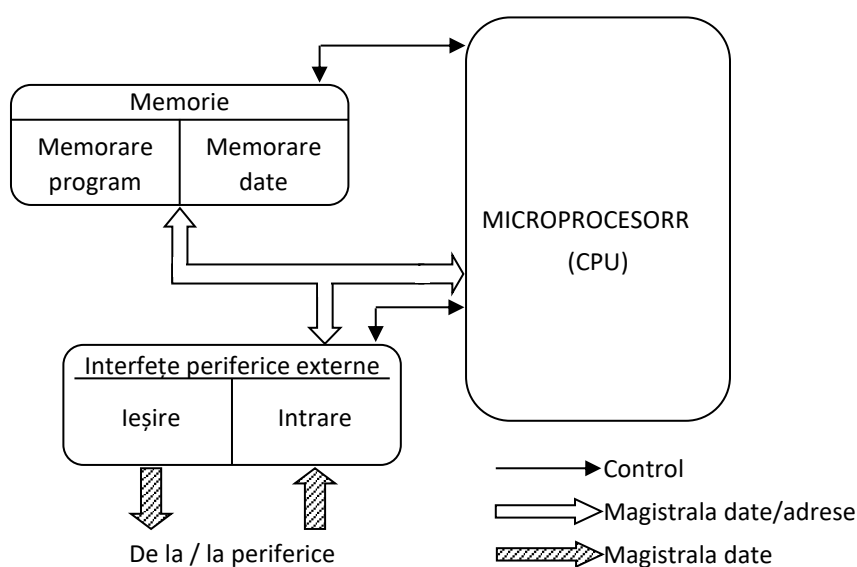 Memorie
Memorare
program
Memorare
date
MICROPROCESORR
(CPU)
Interfețe periferice externe
Ieșire
Intrare
De la / la periferice
Control
Magistrala date/adrese
Magistrala date